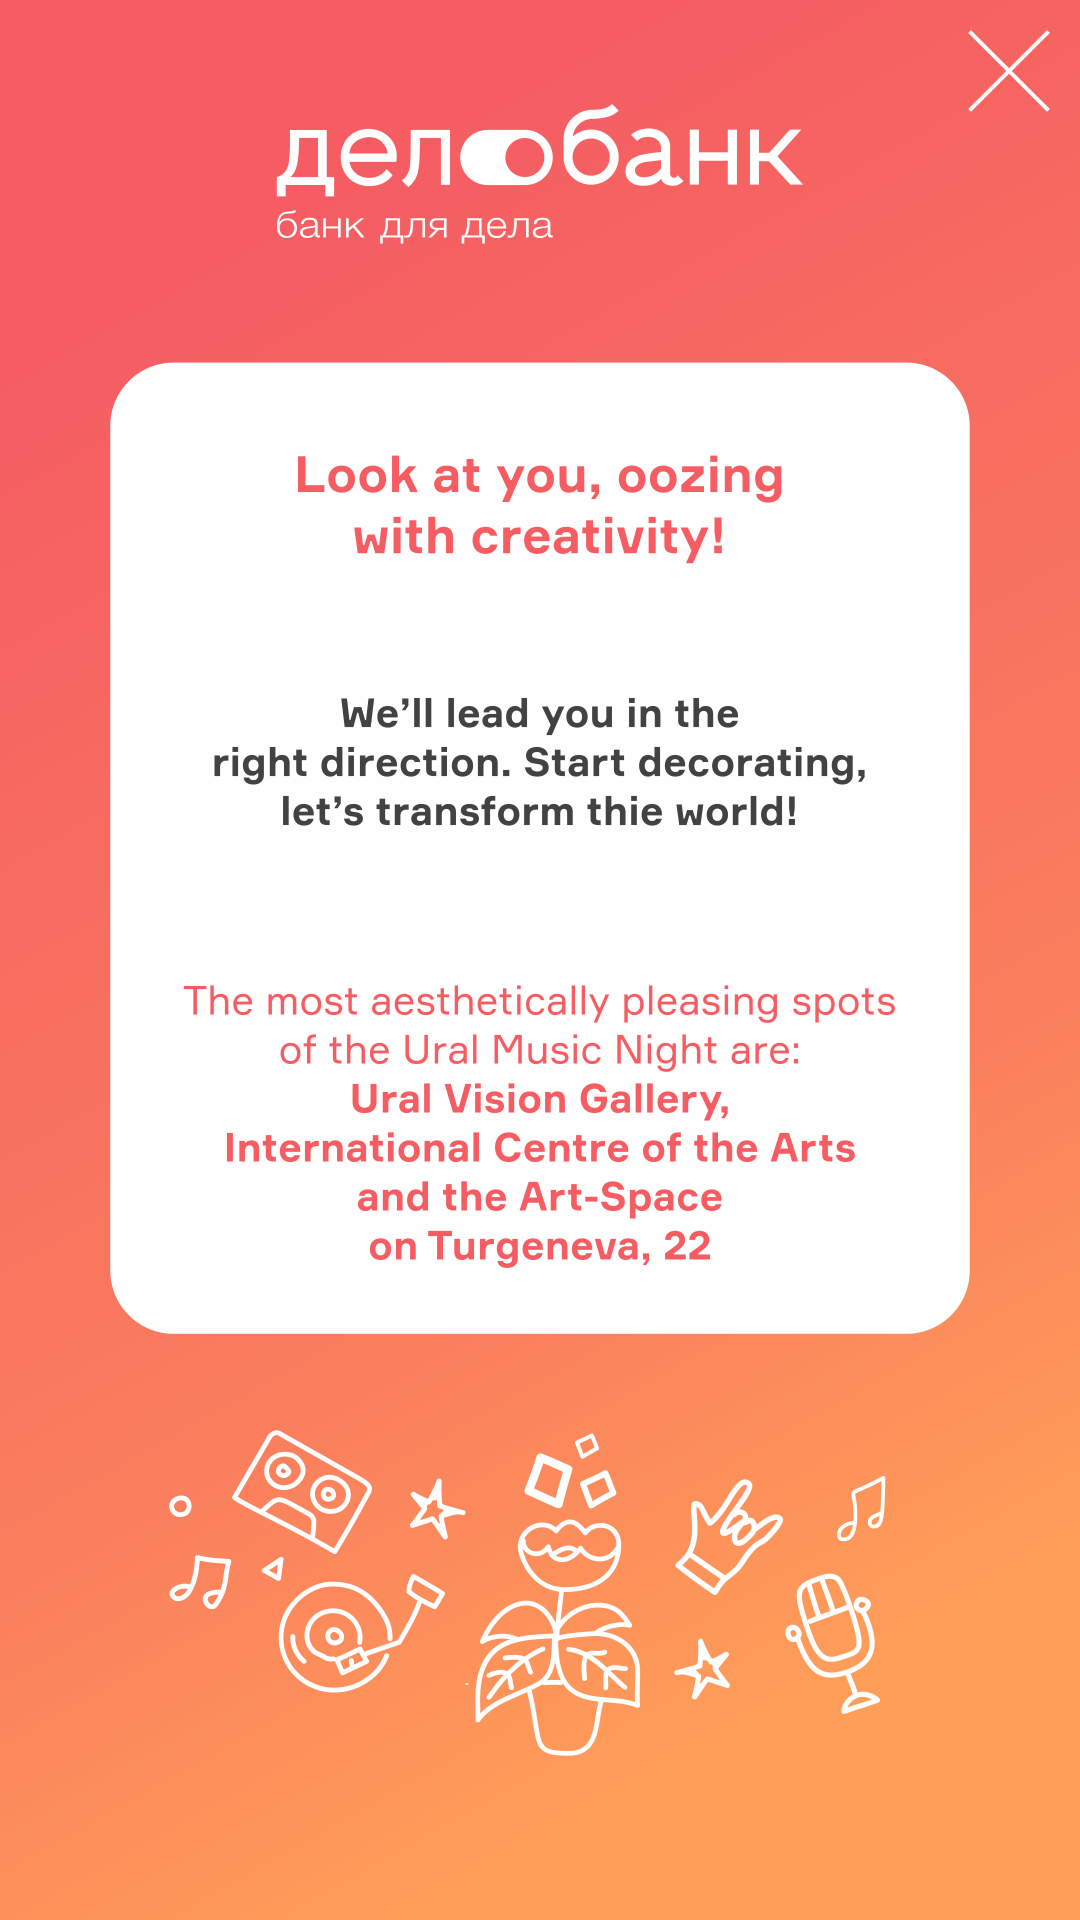 делобанк
банк для дела
Look at you, oozing
with creativity!
We’ll lead you in the
right direction. Start decorating,
let’s transform thie world!
The most aesthetically pleasing spots
of the Ural Music Night are:
Ural Vision Gallery,
International Centre of the Arts
and the Art-Space
on Turgeneva, 22